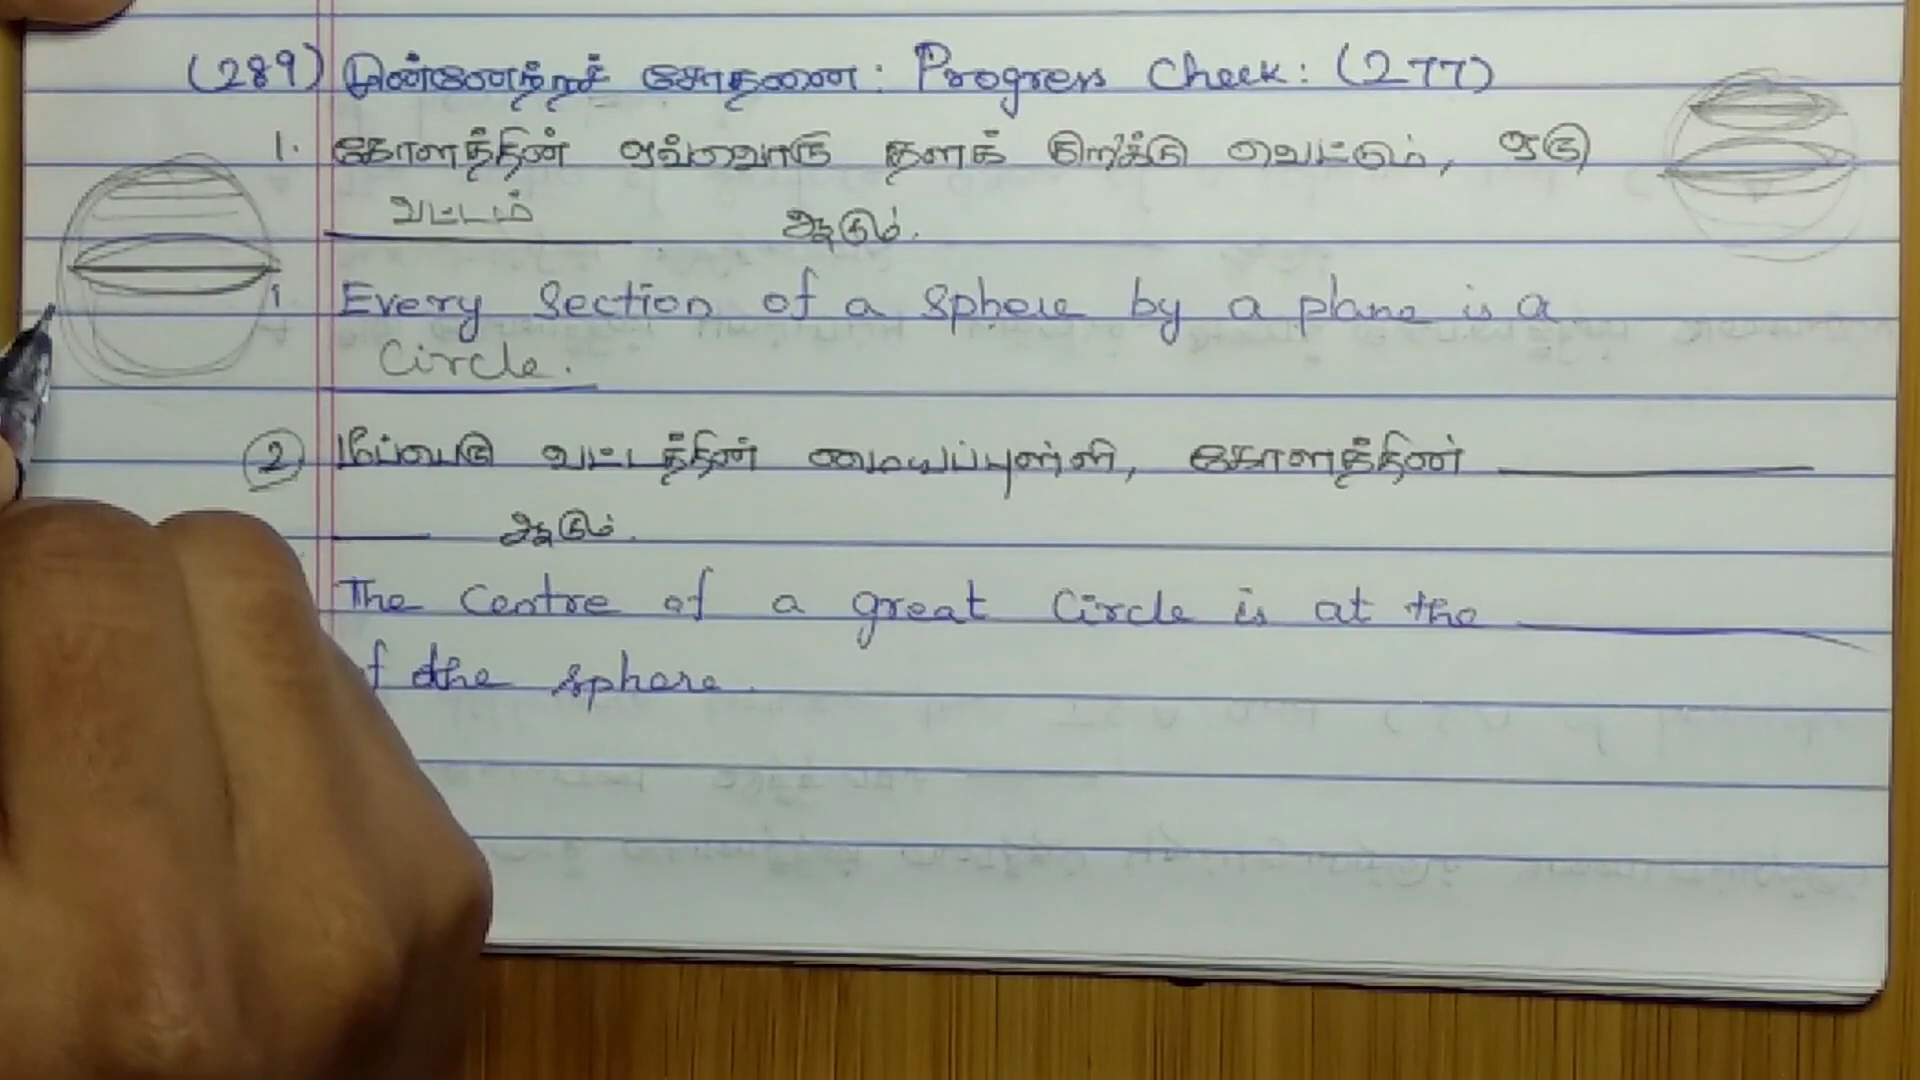 (289) முன்னேற்றச் சோதனை: Progress Check: (277)
1. கோளத்தின் ஒவ்வொரு தளக் குறுக்கு வெட்டும், ஒரு
வட்டம் ஆகும்.
1 Every Section of a Sphere by a plane is a
Circle.
2 மீப்பெரு வட்டத்தின் மையப்புள்ளி, கோளத்தின்
ஆகும்.
The Centre of a great Circle is at the
of the sphere.